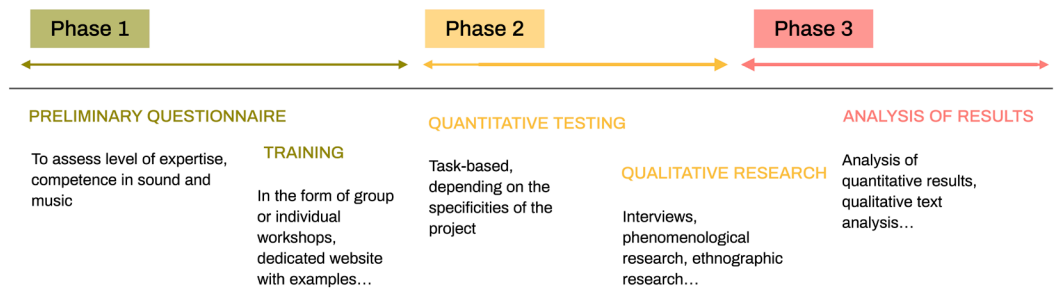 Phase 1
Phase 2
Phase 3
PRELIMINARY QUESTIONNAIRE
To assess level of expertise,
competence in sound and
music
TRAINING
In the form of group
or individual
workshops,
dedicated website
with examples…
QUANTITATIVE TESTING
Task-based,
depending on the
specificities of the
project
QUALITATIVE RESEARCH
Interviews,
phenomenological
research, ethnographic
research…
ANALYSIS OF RESULTS
Analysis of
quantitative results,
qualitative text
analysis…